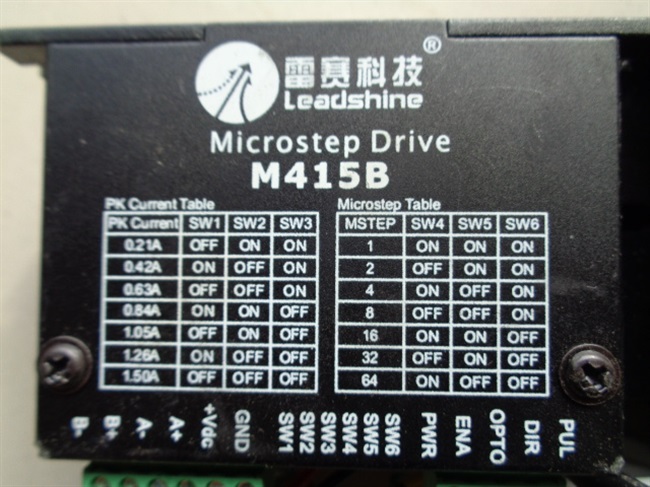 雷赛科技®
Leadshine
Microstep Drive
M415B
PK Current Table
PK Current SW1 SW2 SW3
0.21A OFF ON ON
0.42A ON OFF ON
0.63A OFF OFF ON
0.84A ON ON OFF
1.05A OFF ON OFF
1.26A ON OFF OFF
1.50A OFF OFF OFF
Microstep Table
MSTEP SW4 SW5 SW6
1 ON ON ON
2 OFF ON ON
4 ON OFF ON
8 OFF OFF ON
16 ON ON OFF
32 OFF ON OFF
64 ON OFF OFF
B- B+ A- A+ +Vdc GND SW1 SW2 SW3 SW4 SW5 SW6 PWR ENA OPTO DIR PUL